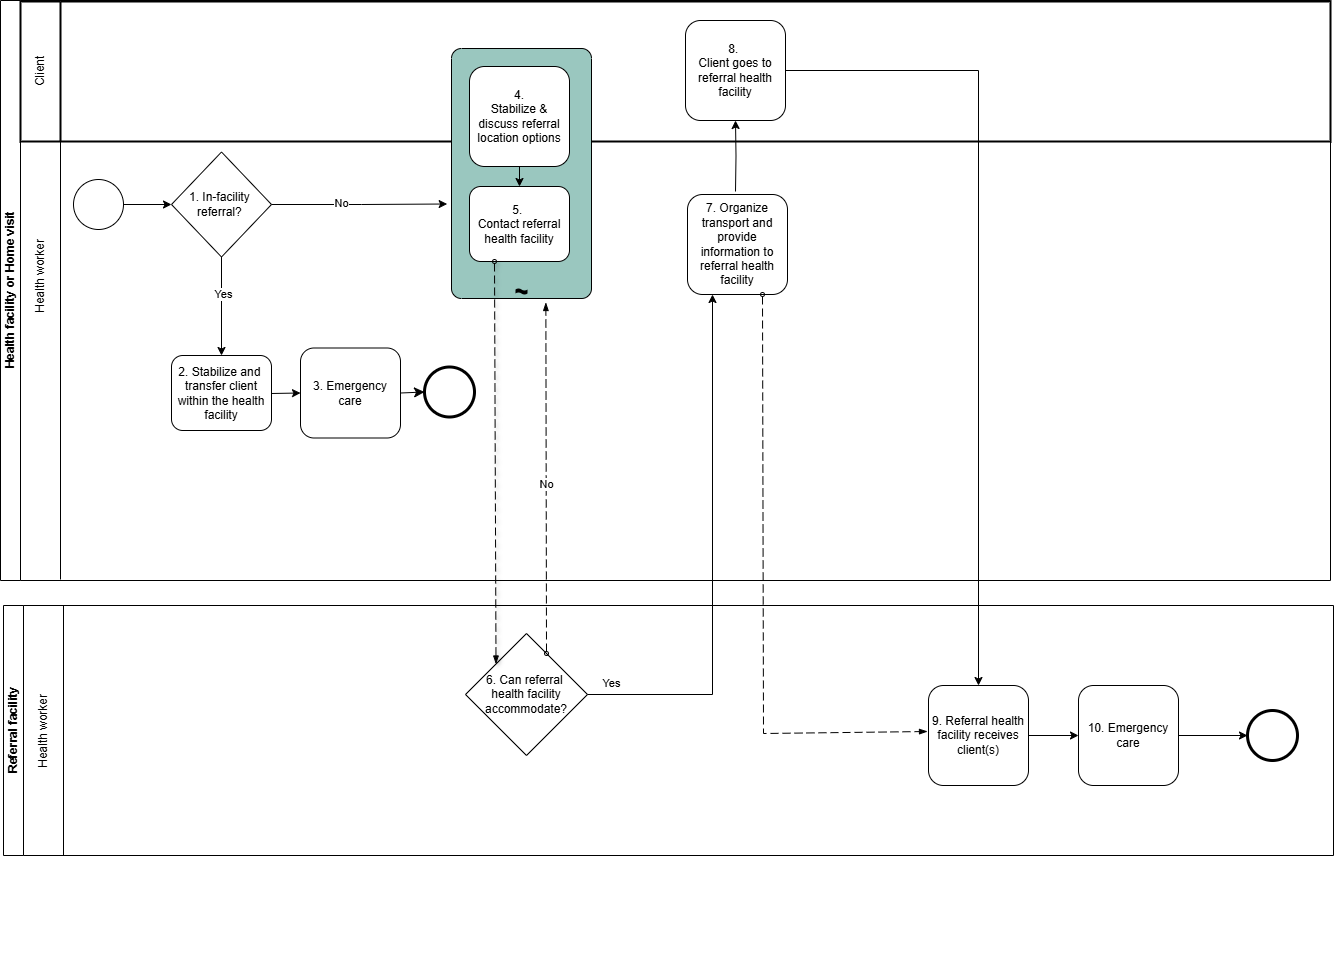 Health facility or Home visit
Client
Health worker
8.
Client goes to
referral health
facility
4.
Stabilize &
discuss referral
location options
1. In-facility
referral?
No
5.
Contact referral
health facility
~
7. Organize
transport and
provide
information to
referral health
facility
Yes
2. Stabilize and
transfer client
within the health
facility
3. Emergency
care
No
Referral facility
Health worker
6. Can referral
health facility
accommodate?
Yes
9. Referral health
facility receives
client(s)
10. Emergency
care